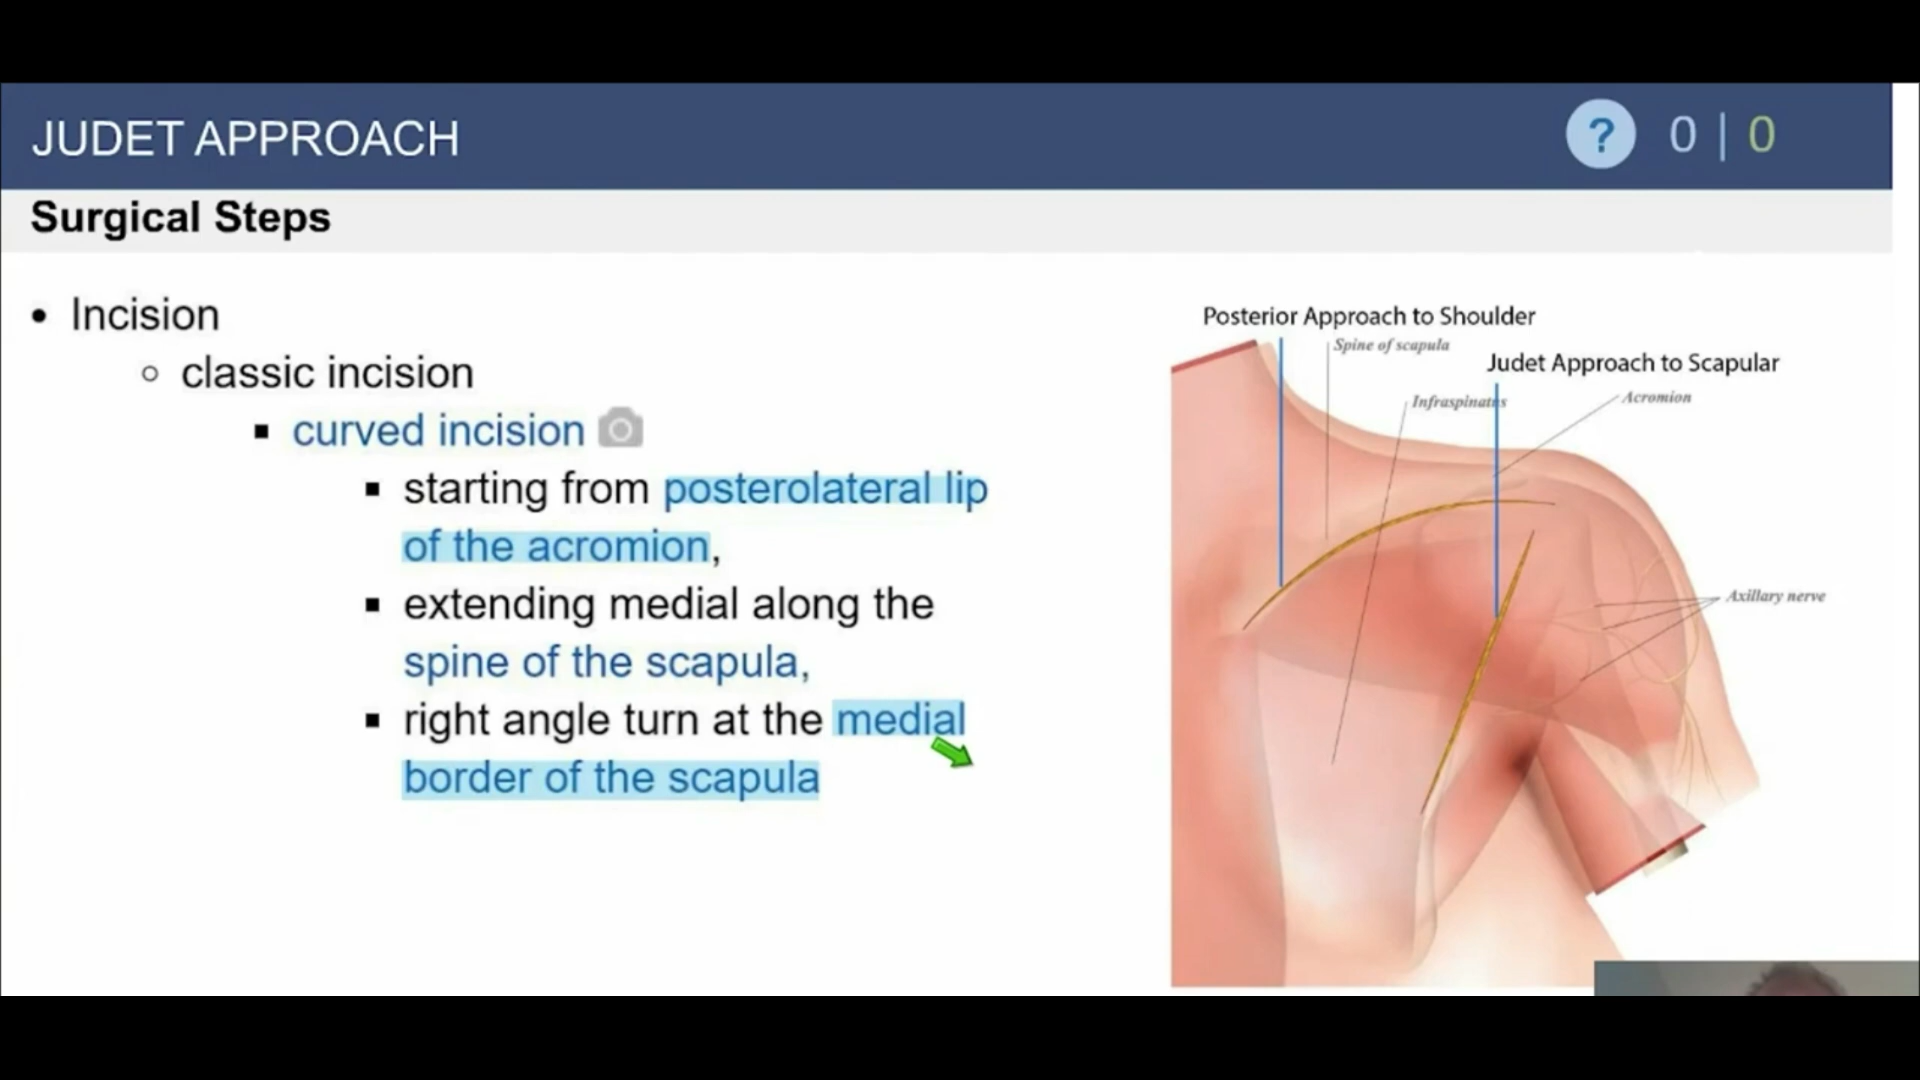 JUDET APPROACH
? 0 | 0
Surgical Steps
• Incision
○ classic incision
▪ curved incision
▪ starting from posterolateral lip
of the acromion,
▪ extending medial along the
spine of the scapula,
▪ right angle turn at the medial
border of the scapula
Posterior Approach to Shoulder
Spine of scapula
Judet Approach to Scapular
Infraspinatus
Acromion
Axillary nerve